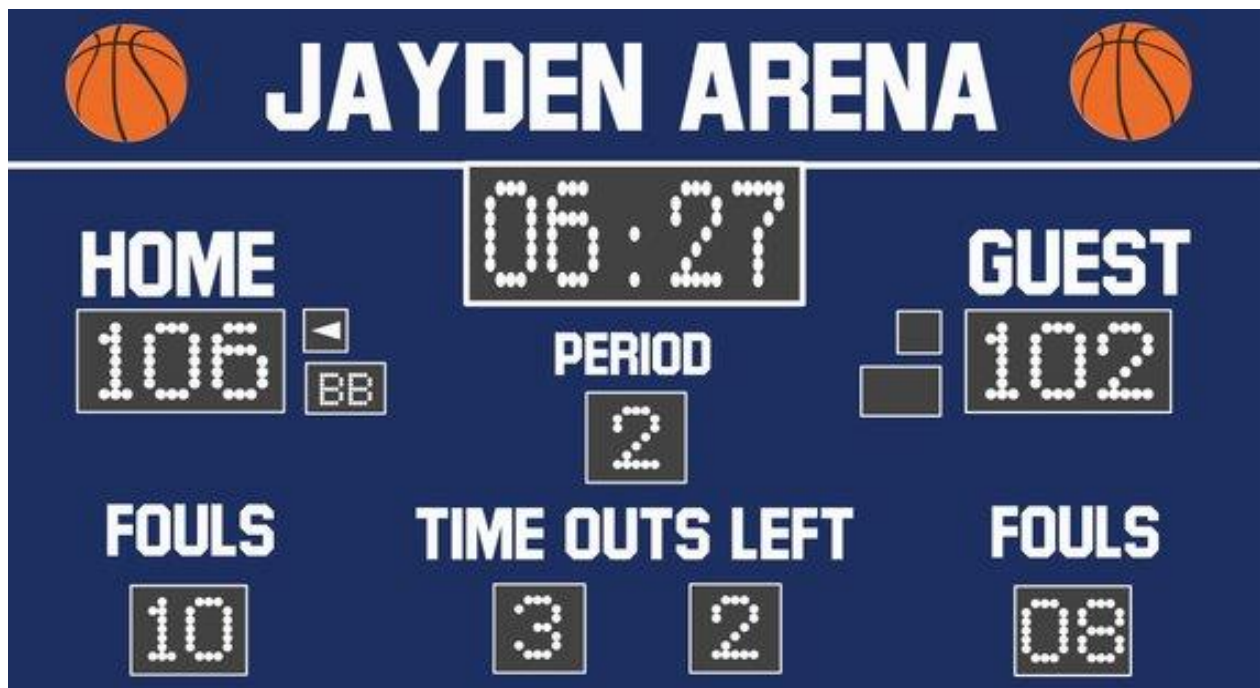 JAYDEN ARENA
06:27
HOME
GUEST
106
◄
102
PERIOD
BB
2
FOULS
TIME OUTS LEFT
FOULS
10
3
2
08